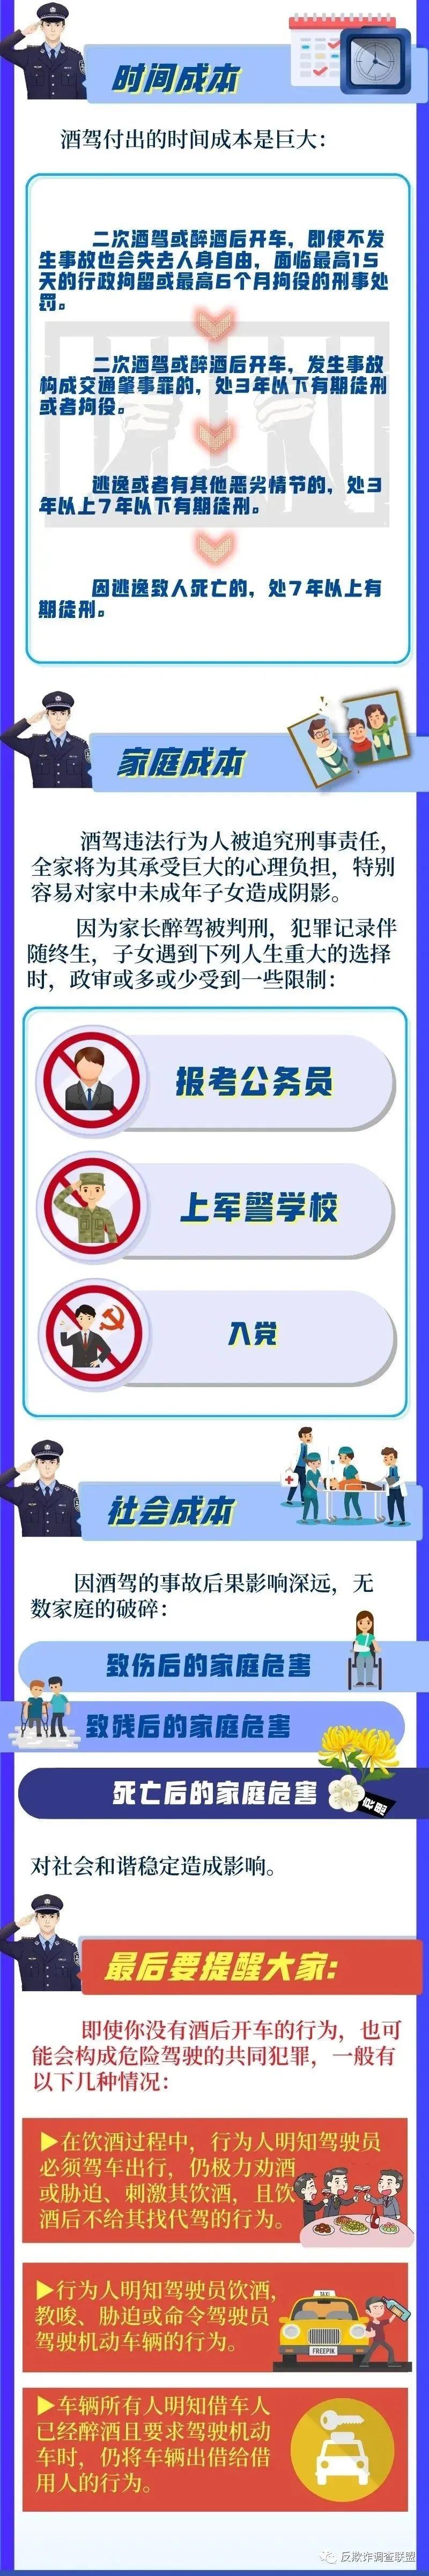 时间成本
酒驾付出的时间成本是巨大：
二次酒驾或醉酒后开车，即使不发
生事故也会失去人身自由，面临最高15
天的行政拘留或最高6个月拘役的刑事处
罚。
二次酒驾或醉酒后开车，发生事故
构成交通肇事罪的，处3年以下有期徒刑
或者拘役。
逃逸或者有其他恶劣情节的，处3
年以上7年以下有期徒刑。
因逃逸致人死亡的，处7年以上有
期徒刑。
家庭成本
酒驾违法行为人被追究刑事责任，
全家将为其承受巨大的心理负担，特别
容易对家中未成年子女造成阴影。
因为家长醉驾被判刑，犯罪记录伴
随终生，子女遇到下列人生重大的选择
时，政审或多或少受到一些限制：
报考公务员
上军警学校
入党
社会成本
因酒驾的事故后果影响深远，无
数家庭的破碎：
致伤后的家庭危害
致残后的家庭危害
死亡后的家庭危害
对社会和谐稳定造成影响。
最后要提醒大家：
即使你没有酒后开车的行为，也可
能会构成危险驾驶的共同犯罪，一般有
以下几种情况：
▶在饮酒过程中，行为人明知驾驶员
必须驾车出行，仍极力劝酒
或胁迫、刺激其饮酒，且饮
酒后不给其找代驾的行为。
▶行为人明知驾驶员饮酒，
教唆、胁迫或命令驾驶员
驾驶机动车辆的行为。
TAXI
FREEPIK
▶车辆所有人明知借车人
已经醉酒且要求驾驶机动
车时，仍将车辆出借给借
用人的行为。
反欺诈调查联盟